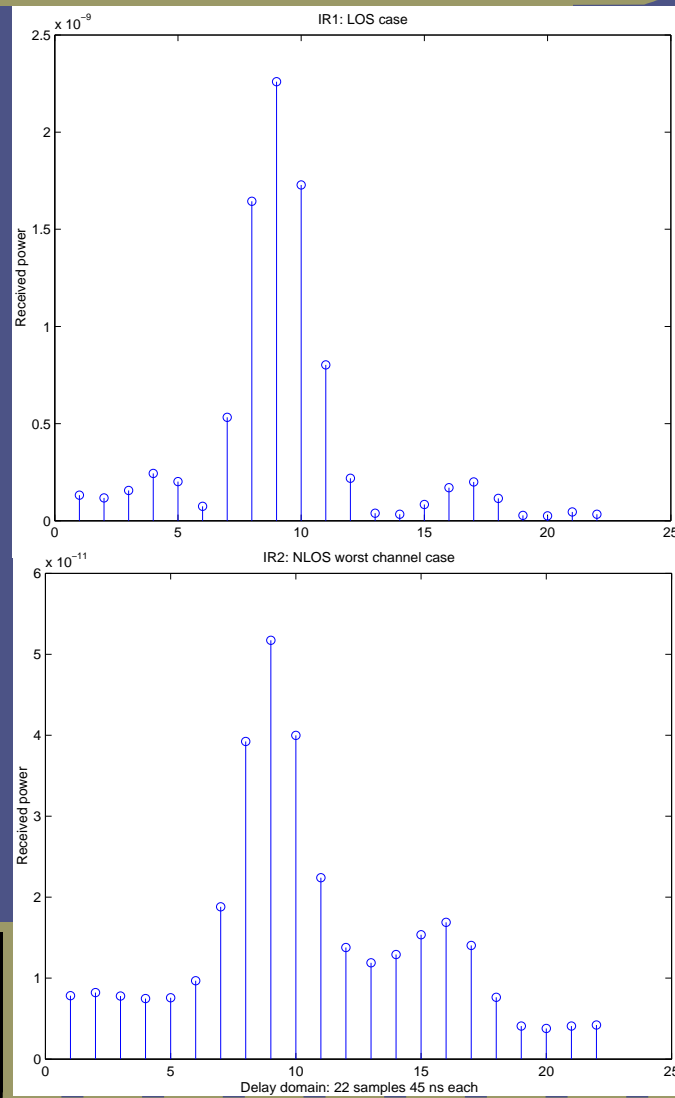 IR1: LOS case
x 10⁻⁹
2.5
2
1.5
1
0.5
0
Received power
0 5 10 15 20 25
IR2: NLOS worst channel case
x 10⁻¹¹
6
5
4
3
2
1
0
Received power
0 5 10 15 20 25
Delay domain: 22 samples 45 ns each